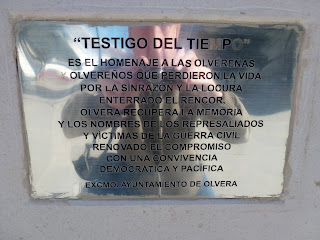 "TESTIGO DEL TIEMPO"
ES EL HOMENAJE A LAS OLVEREÑAS
Y OLVEREÑOS QUE PERDIERON LA VIDA
POR LA SINRAZÓN Y LA LOCURA
ENTERRADO EL RENCOR,
OLVERA RECUPERA LA MEMORIA
Y LOS NOMBRES DE LOS REPRESALIADOS
Y VÍCTIMAS DE LA GUERRA CIVIL
RENOVADO EL COMPROMISO
CON UNA CONVIVENCIA
DEMOCRÁTICA Y PACÍFICA
EXCMO. AYUNTAMIENTO DE OLVERA